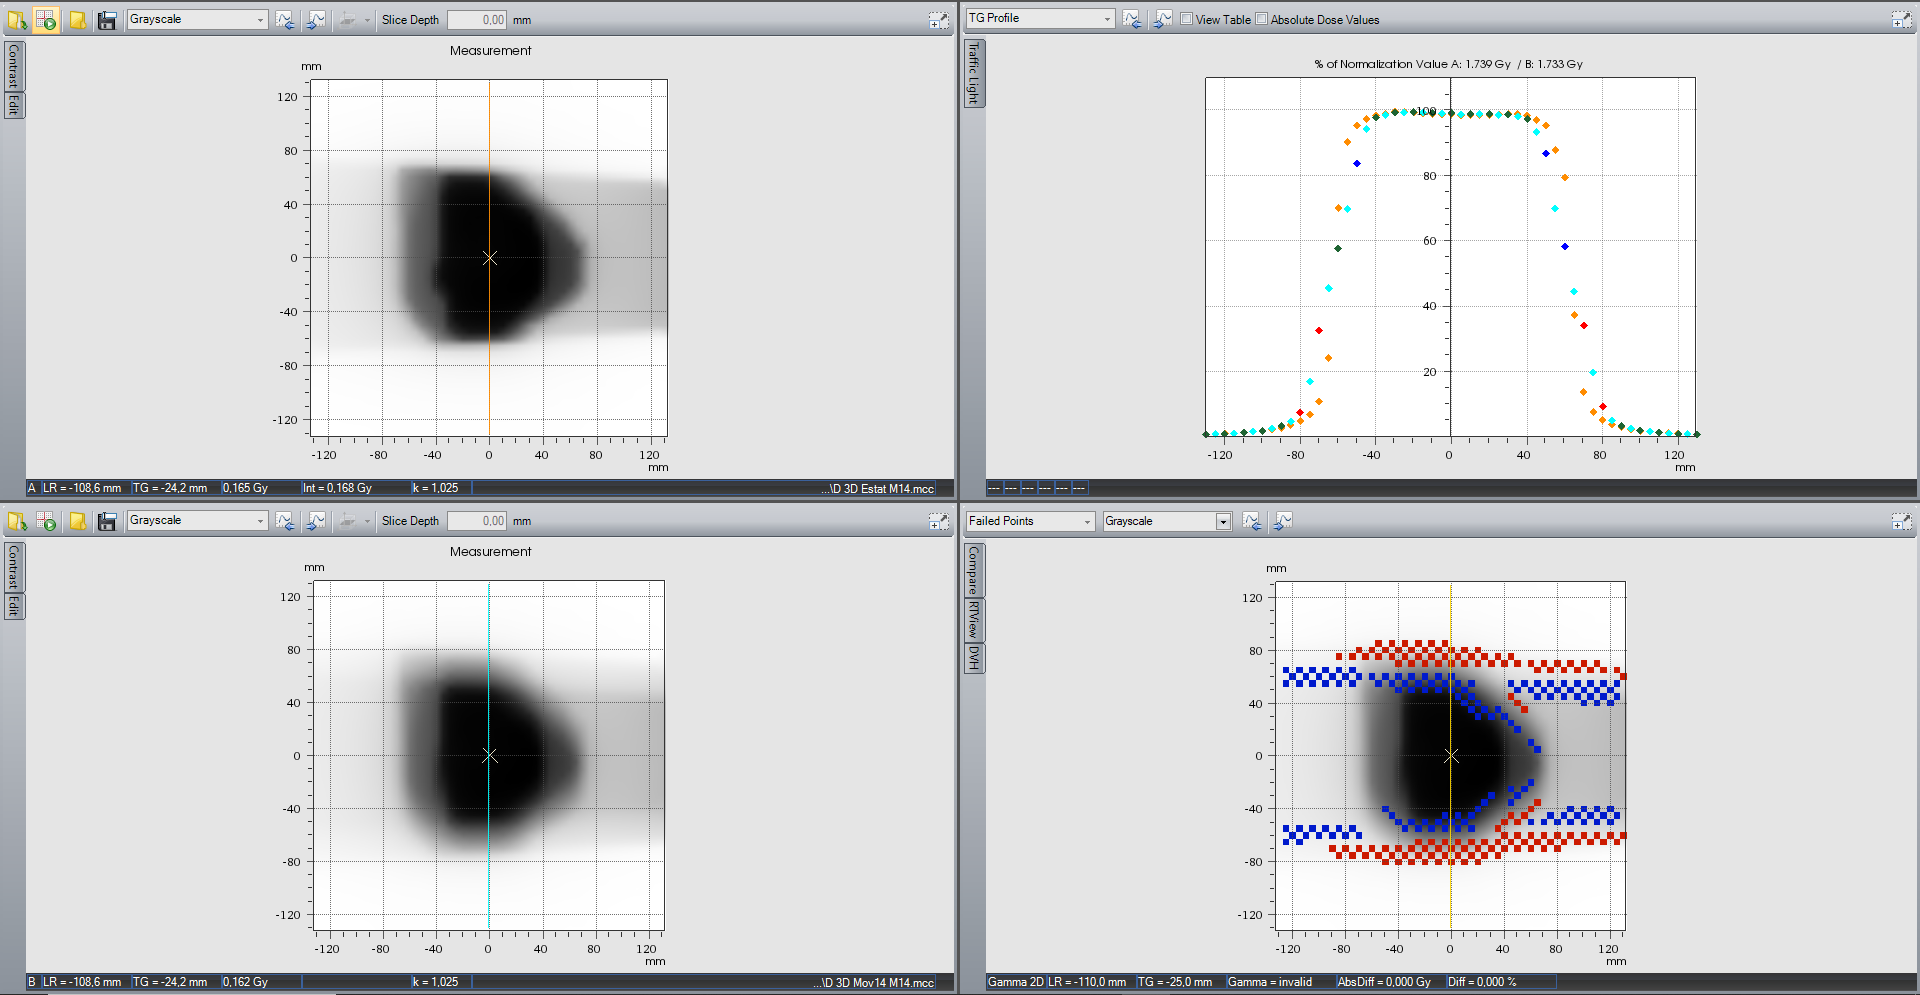 Grayscale
Slice Depth 0,00 mm
Contrast
Edit
Measurement
mm
120
80
40
0
-40
-80
-120
-120 -80 -40 0 40 80 120
mm
A LR = -108,6 mm TG = -24,2 mm 0,165 Gy Int = 0,168 Gy k = 1,025 ...\D 3D Estat M14.mcc
TG Profile View Table Absolute Dose Values
Traffic Light
% of Normalization Value A: 1.739 Gy / B: 1.733 Gy
100
80
60
40
20
-120 -80 -40 0 40 80 120
mm
--- --- --- --- --- ---
Grayscale
Slice Depth 0,00 mm
Contrast
Edit
Measurement
mm
120
80
40
0
-40
-80
-120
-120 -80 -40 0 40 80 120
mm
B LR = -108,6 mm TG = -24,2 mm 0,162 Gy k = 1,025 ...\D 3D Mov14 M14.mcc
Failed Points Grayscale
Compare
RTView
DVH
mm
120
80
40
0
-40
-80
-120
-120 -80 -40 0 40 80 120
mm
Gamma 2D LR = -110,0 mm TG = -25,0 mm Gamma = invalid AbsDiff = 0,000 Gy Diff = 0,000 %